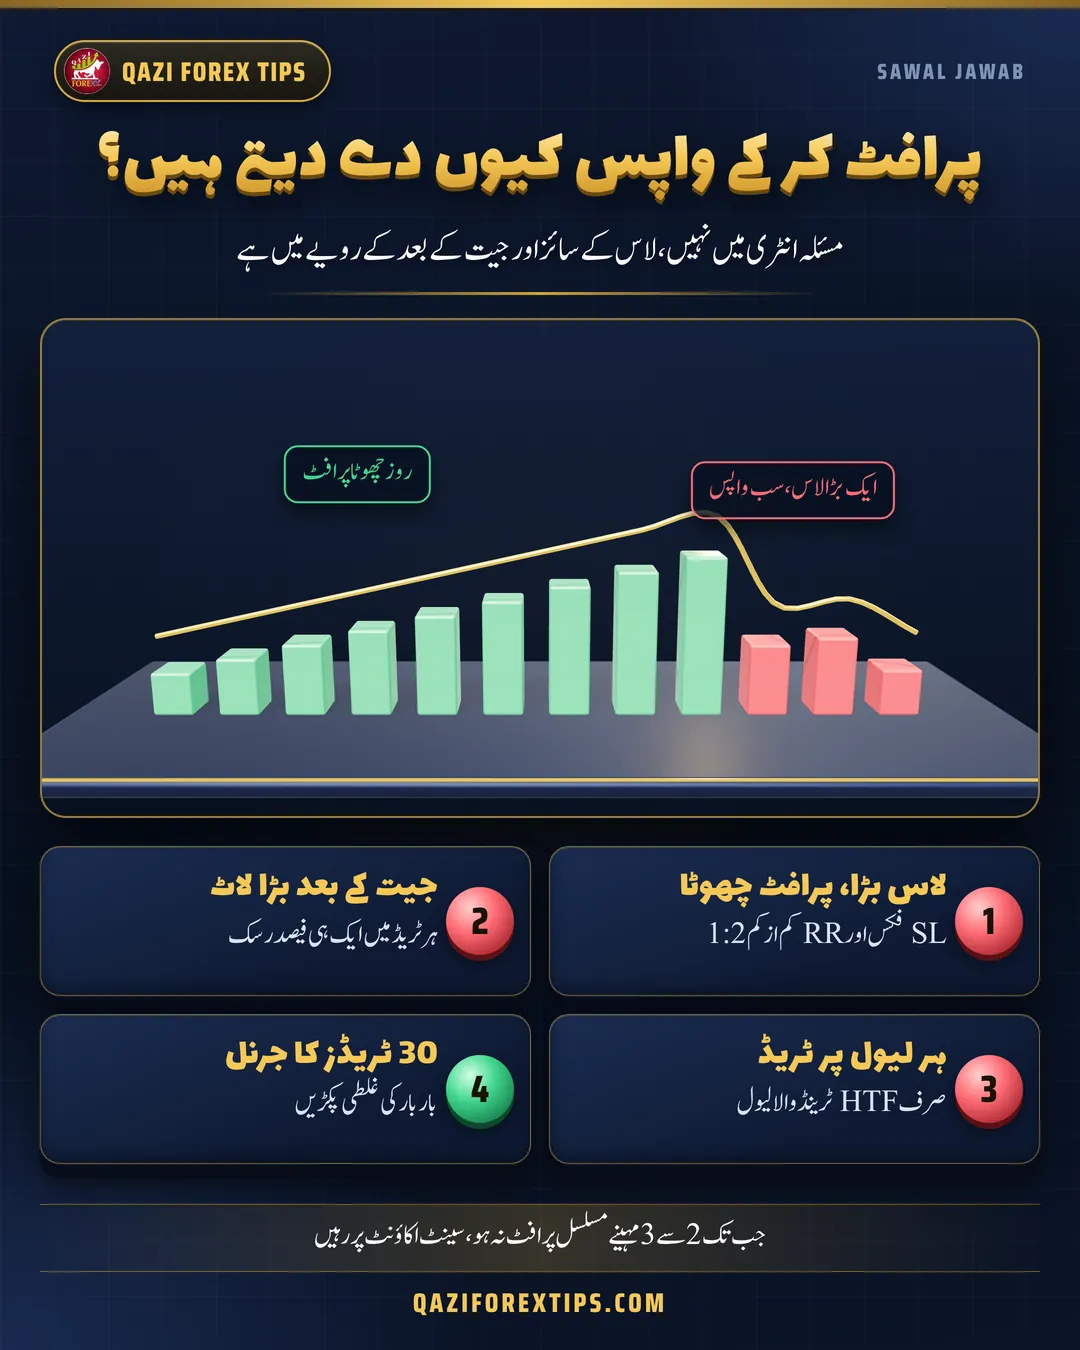 QAZI FOREX TIPS
SAWAL JAWAB
پرافٹ کر کے واپس کیوں دے دیتے ہیں؟
مسئلہ انٹری میں نہیں، لاس کے سائز اور جیت کے بعد کے رویے میں ہے
روز چھوٹا پرافٹ
ایک بڑا لاس، سب واپس
1
لاس بڑا، پرافٹ چھوٹا
SL فکس اور RR کم از کم 1:2
2
جیت کے بعد بڑا لاٹ
ہر ٹریڈ میں ایک ہی فیصد رسک
3
ہر لیول پر ٹریڈ
صرف HTF ٹرینڈ والا لیول
4
30 ٹریڈز کا جرنل
بار بار کی غلطی پکڑیں
جب تک 2 سے 3 مہینے مسلسل پرافٹ نہ ہو، سینٹ اکاؤنٹ پر رہیں
QAZIFOREXTIPS.COM